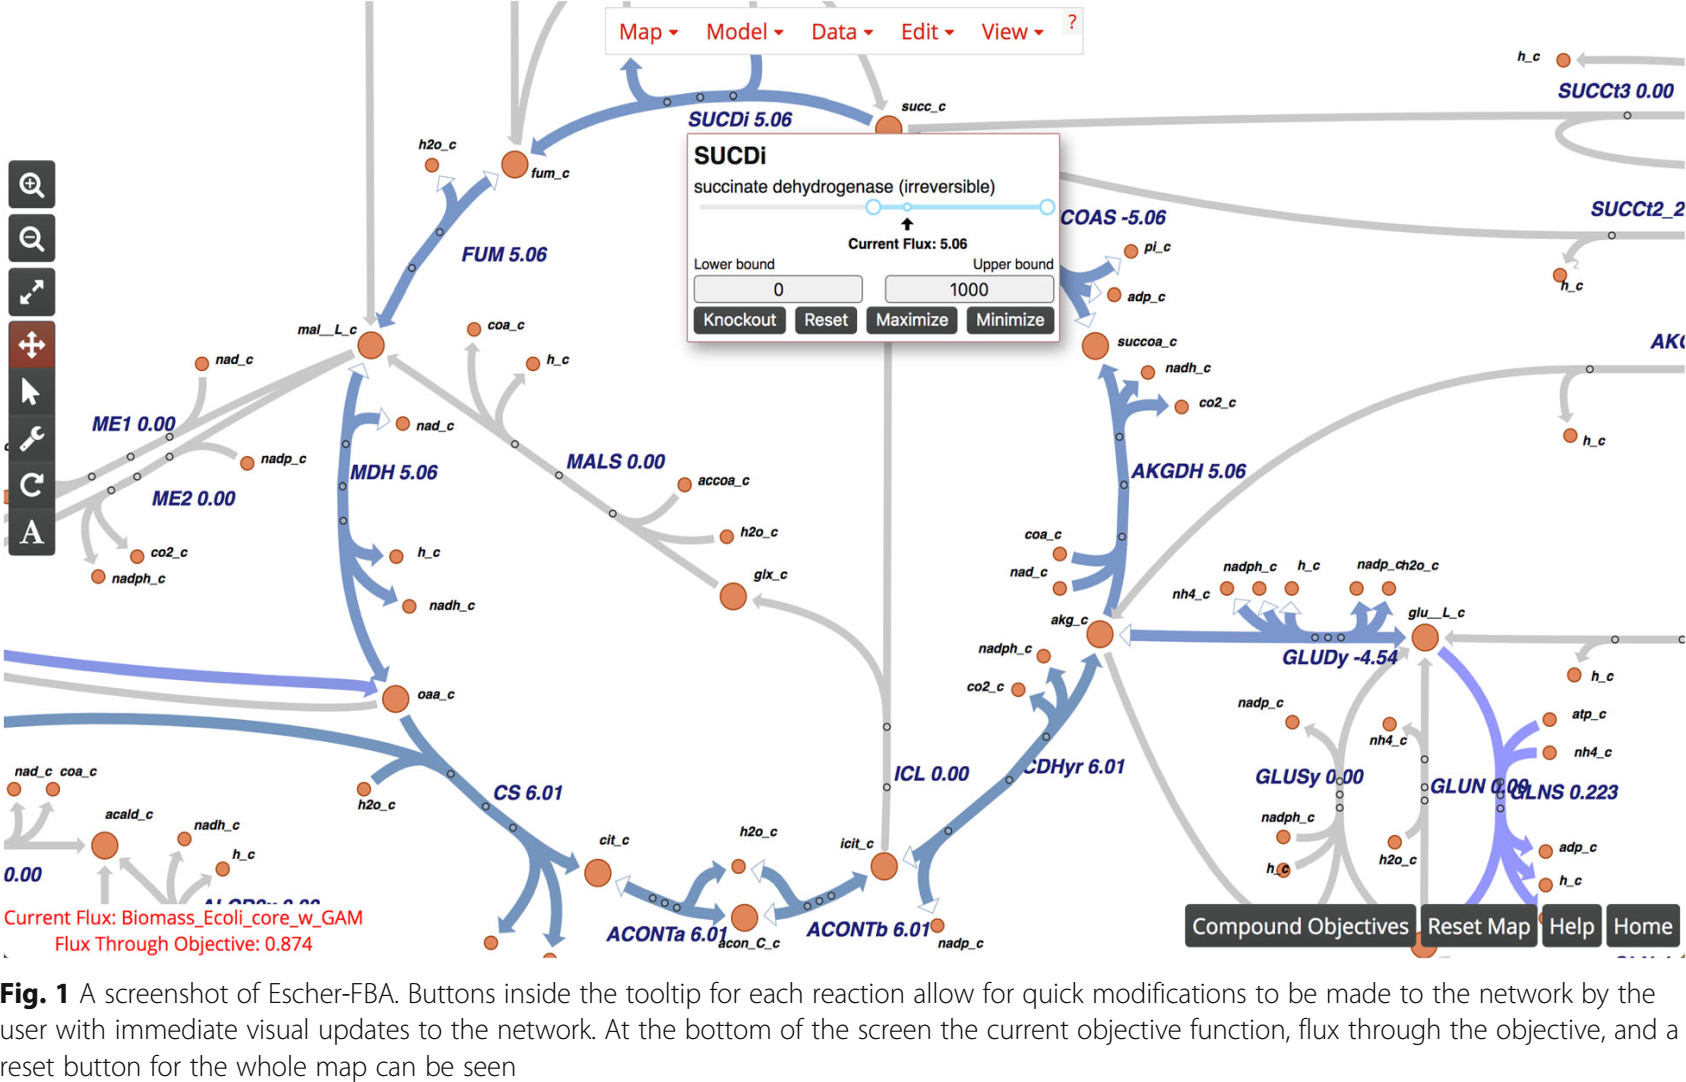 Map Model Data Edit View ?
h_c
SUCCt3 0.00
succ_c
SUCDi 5.06
h2o_c
fum_c
SUCDi
succinate dehydrogenase (irreversible)
Current Flux: 5.06
Lower bound Upper bound
0 1000
Knockout Reset Maximize Minimize
COAS -5.06
SUCCt2_2
pi_c
FUM 5.06
adp_c
2
h_c
mal__L_c
coa_c
succoa_c
nad_c
h_c
nadh_c
co2_c
ME1 0.00
nad_c
h_c
nadp_c
MDH 5.06
MALS 0.00
AKGDH 5.06
accoa_c
ME2 0.00
A
co2_c
nadph_c
h_c
h2o_c
coa_c
nad_c
glx_c
nadh_c
nadph_c h_c nadp_c h2o_c
nh4_c
glu__L_c
akg_c
nadph_c
GLUDy -4.54
co2_c
h_c
oaa_c
nadp_c
atp_c
nh4_c
nh4_c
nad_c coa_c
h2o_c
CS 6.01
ICL 0.00
CDHyr 6.01
GLUSy 0.00
GLUN 0.00
GLNS 0.223
acald_c
nadh_c
h_c
cit_c
h2o_c
icit_c
nadph_c
h_c
h2o_c
adp_c
h_c
0.00
ACONTa 6.01
acon_C_c
ACONTb 6.01
nadp_c
Current Flux: Biomass_Ecoli_core_w_GAM
Flux Through Objective: 0.874
Compound Objectives Reset Map Help Home
Fig. 1 A screenshot of Escher-FBA. Buttons inside the tooltip for each reaction allow for quick modifications to be made to the network by the
user with immediate visual updates to the network. At the bottom of the screen the current objective function, flux through the objective, and a
reset button for the whole map can be seen